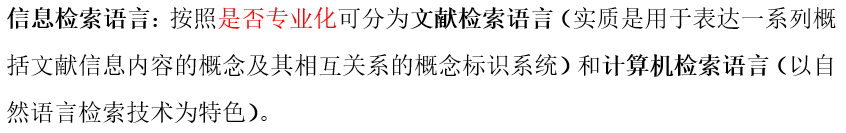 信息检索语言：按照是否专业化可分为文献检索语言（实质是用于表达一系列概
括文献信息内容的概念及其相互关系的概念标识系统）和计算机检索语言（以自
然语言检索技术为特色）。